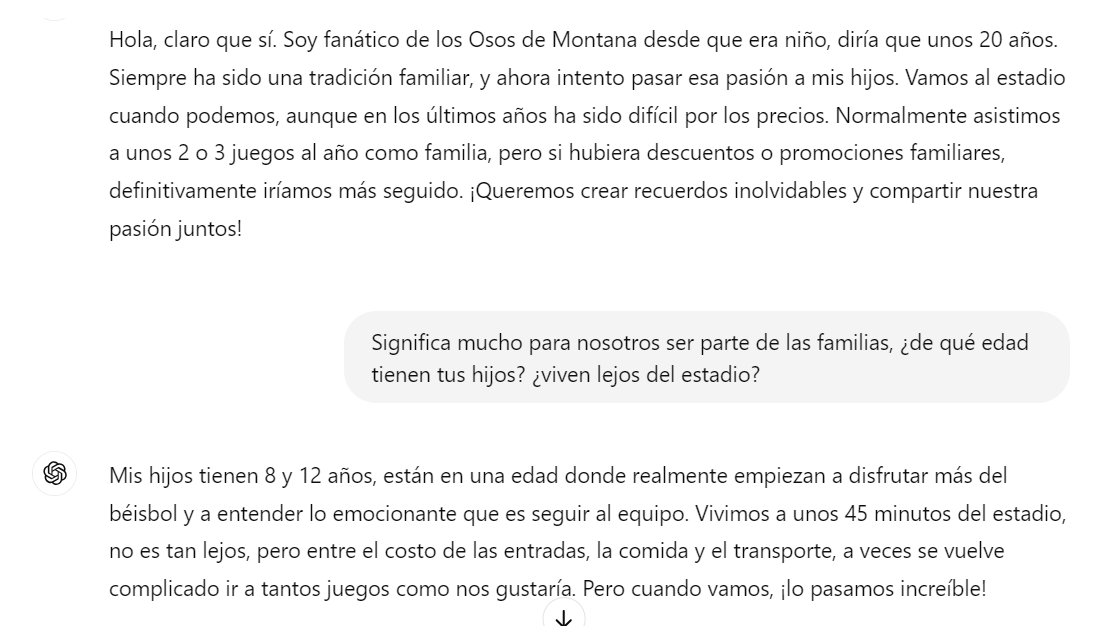 Hola, claro que sí. Soy fanático de los Osos de Montana desde que era niño, diría que unos 20 años.
Siempre ha sido una tradición familiar, y ahora intento pasar esa pasión a mis hijos. Vamos al estadio
cuando podemos, aunque en los últimos años ha sido difícil por los precios. Normalmente asistimos
a unos 2 o 3 juegos al año como familia, pero si hubiera descuentos o promociones familiares,
definitivamente iríamos más seguido. ¡Queremos crear recuerdos inolvidables y compartir nuestra
pasión juntos!
Significa mucho para nosotros ser parte de las familias, ¿de qué edad
tienen tus hijos? ¿viven lejos del estadio?
Mis hijos tienen 8 y 12 años, están en una edad donde realmente empiezan a disfrutar más del
béisbol y a entender lo emocionante que es seguir al equipo. Vivimos a unos 45 minutos del estadio,
no es tan lejos, pero entre el costo de las entradas, la comida y el transporte, a veces se vuelve
complicado ir a tantos juegos como nos gustaría. Pero cuando vamos, ¡lo pasamos increíble!